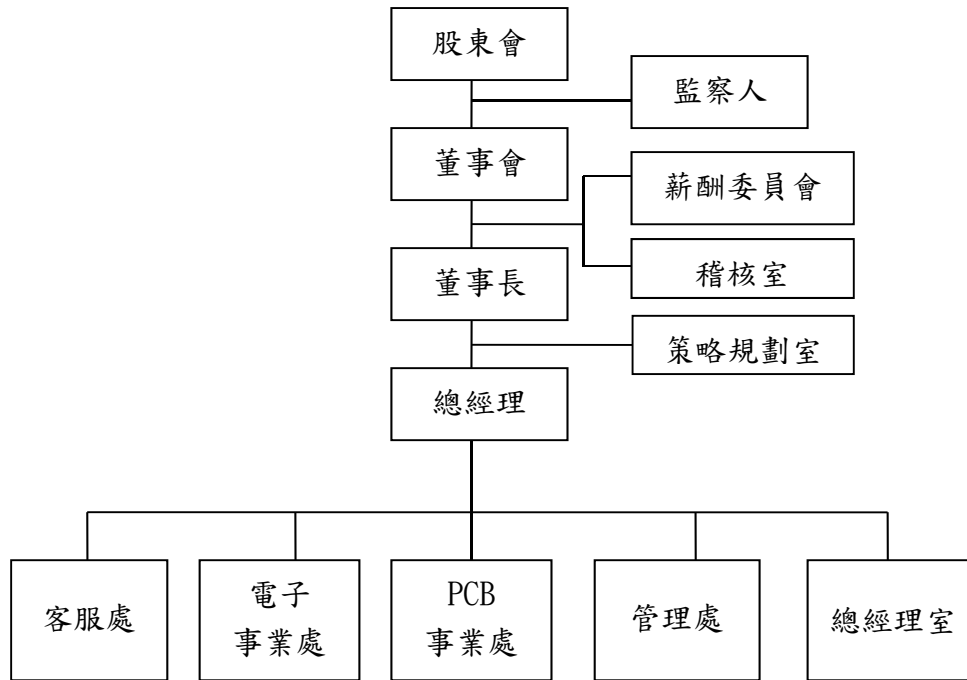 股東會
監察人
董事會
薪酬委員會
董事長
稽核室
策略規劃室
總經理
客服處
電子
事業處
PCB
事業處
管理處
總經理室